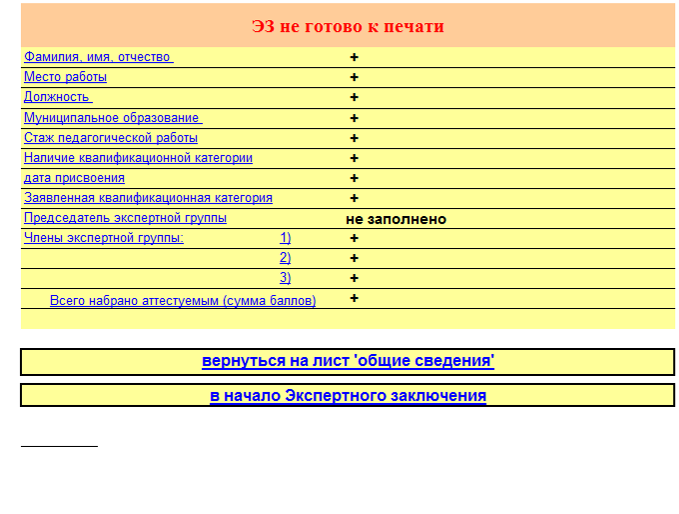 ЭЗ не готово к печати
Фамилия, имя, отчество +
Место работы +
Должность +
Муниципальное образование +
Стаж педагогической работы +
Наличие квалификационной категории +
дата присвоения +
Заявленная квалификационная категория +
Председатель экспертной группы не заполнено
Члены экспертной группы: 1) +
2) +
3) +
Всего набрано аттестуемым (сумма баллов) +
вернуться на лист 'общие сведения'
в начало Экспертного заключения